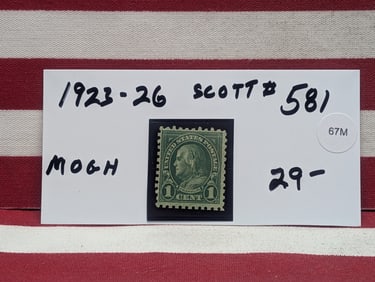 1923-26 SCOTT# 581
67M
MOGH
29-
UNITED STATES POSTAGE
1 1
CENT